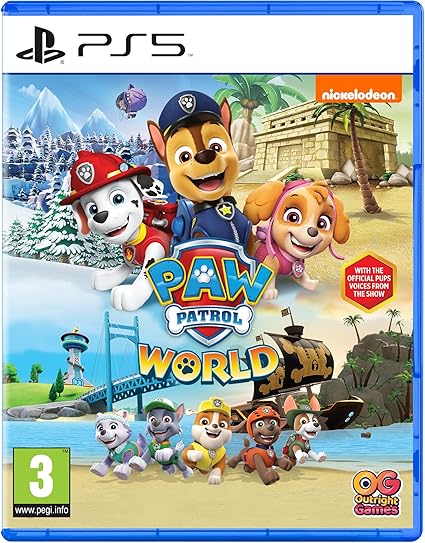 PS5
nickelodeon
PAW
PATROL
WORLD
WITH THE
OFFICIAL PUPS
VOICES FROM
THE SHOW
3
www.pegi.info
OG
Outright
Games